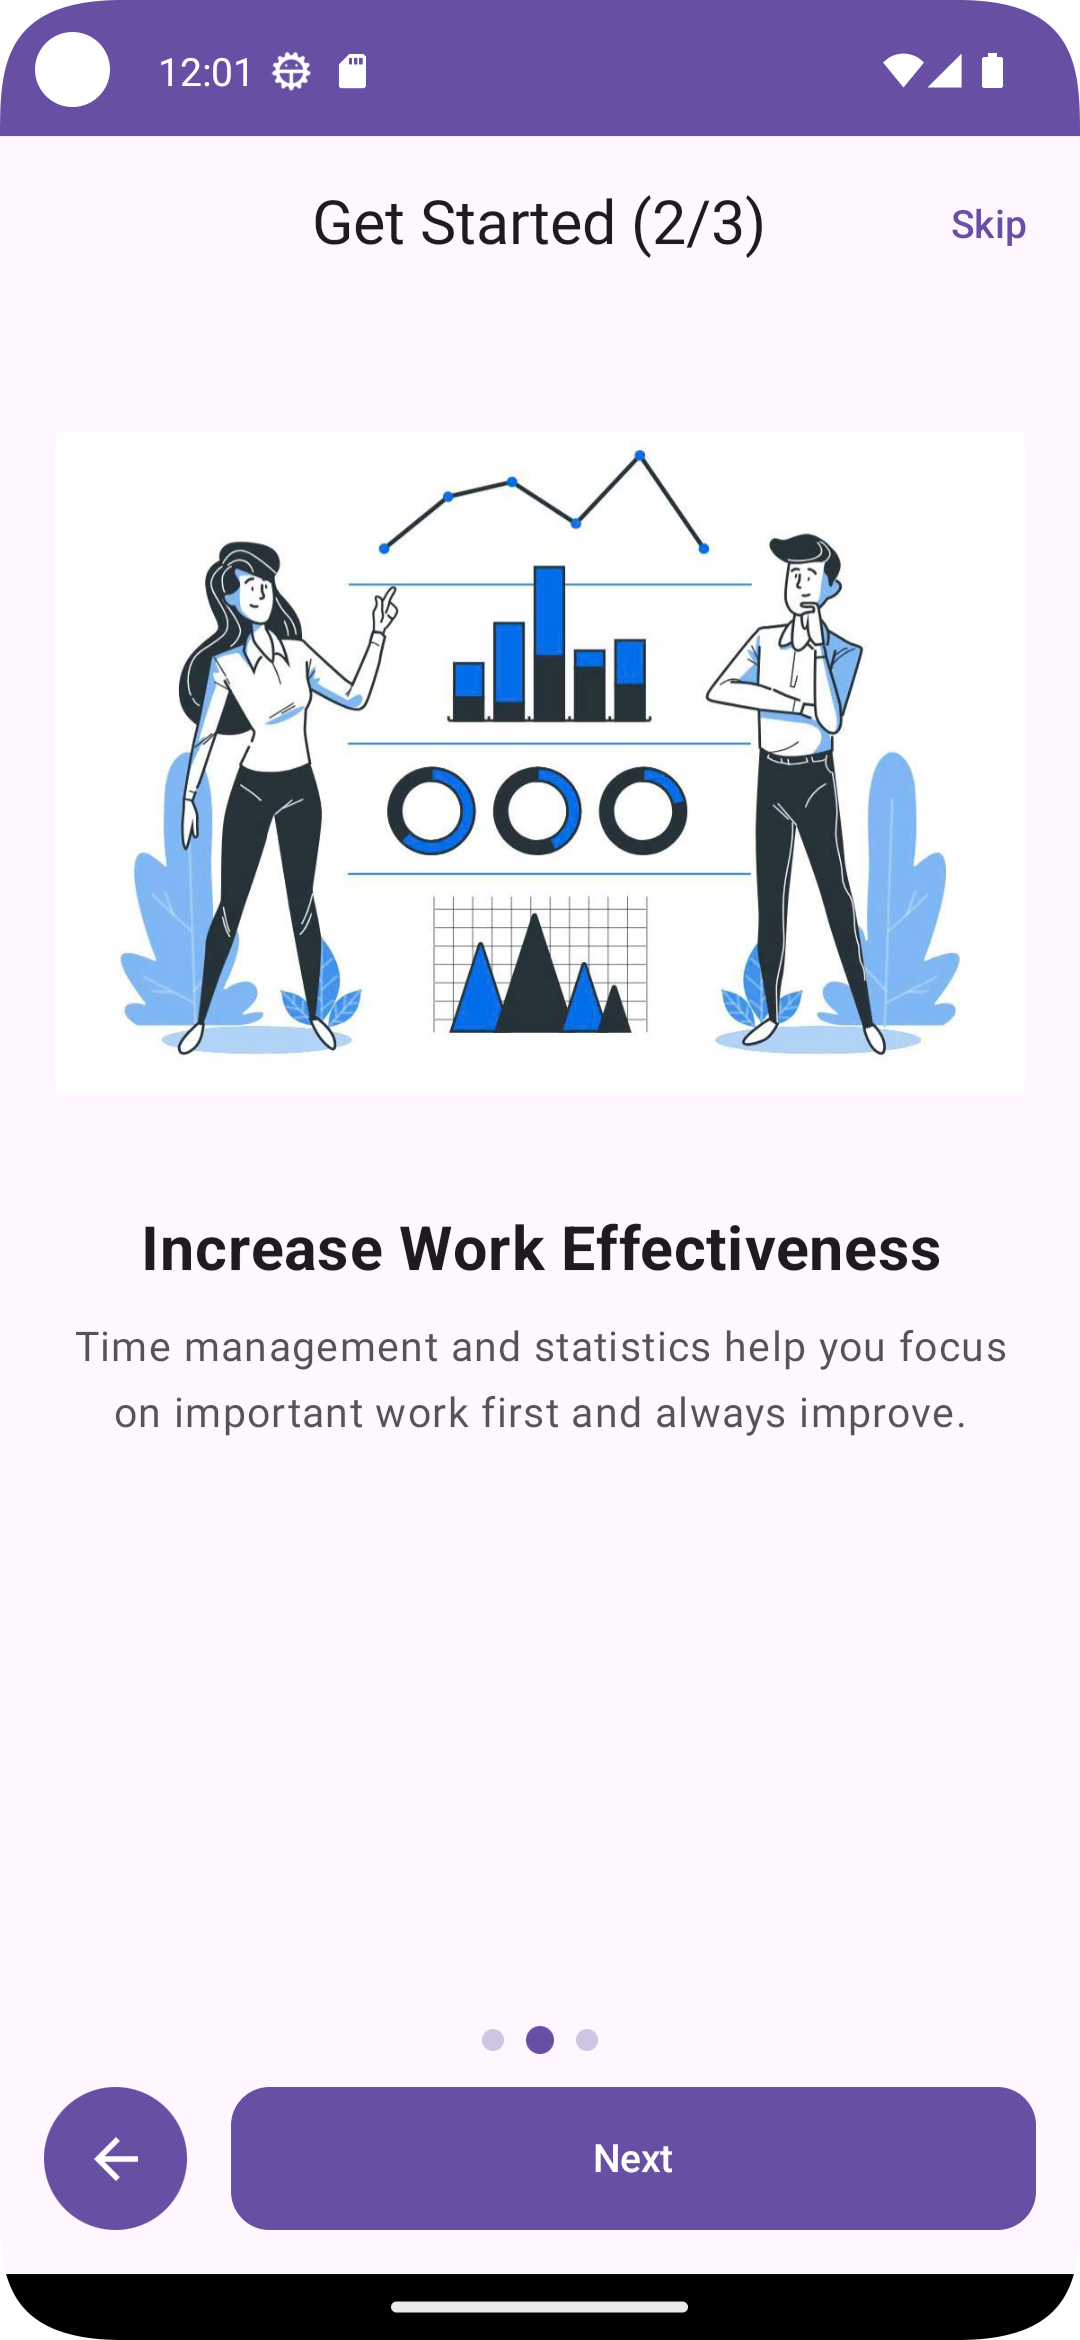 12:01
Get Started (2/3)
Skip
Increase Work Effectiveness
Time management and statistics help you focus
on important work first and always improve.
Next